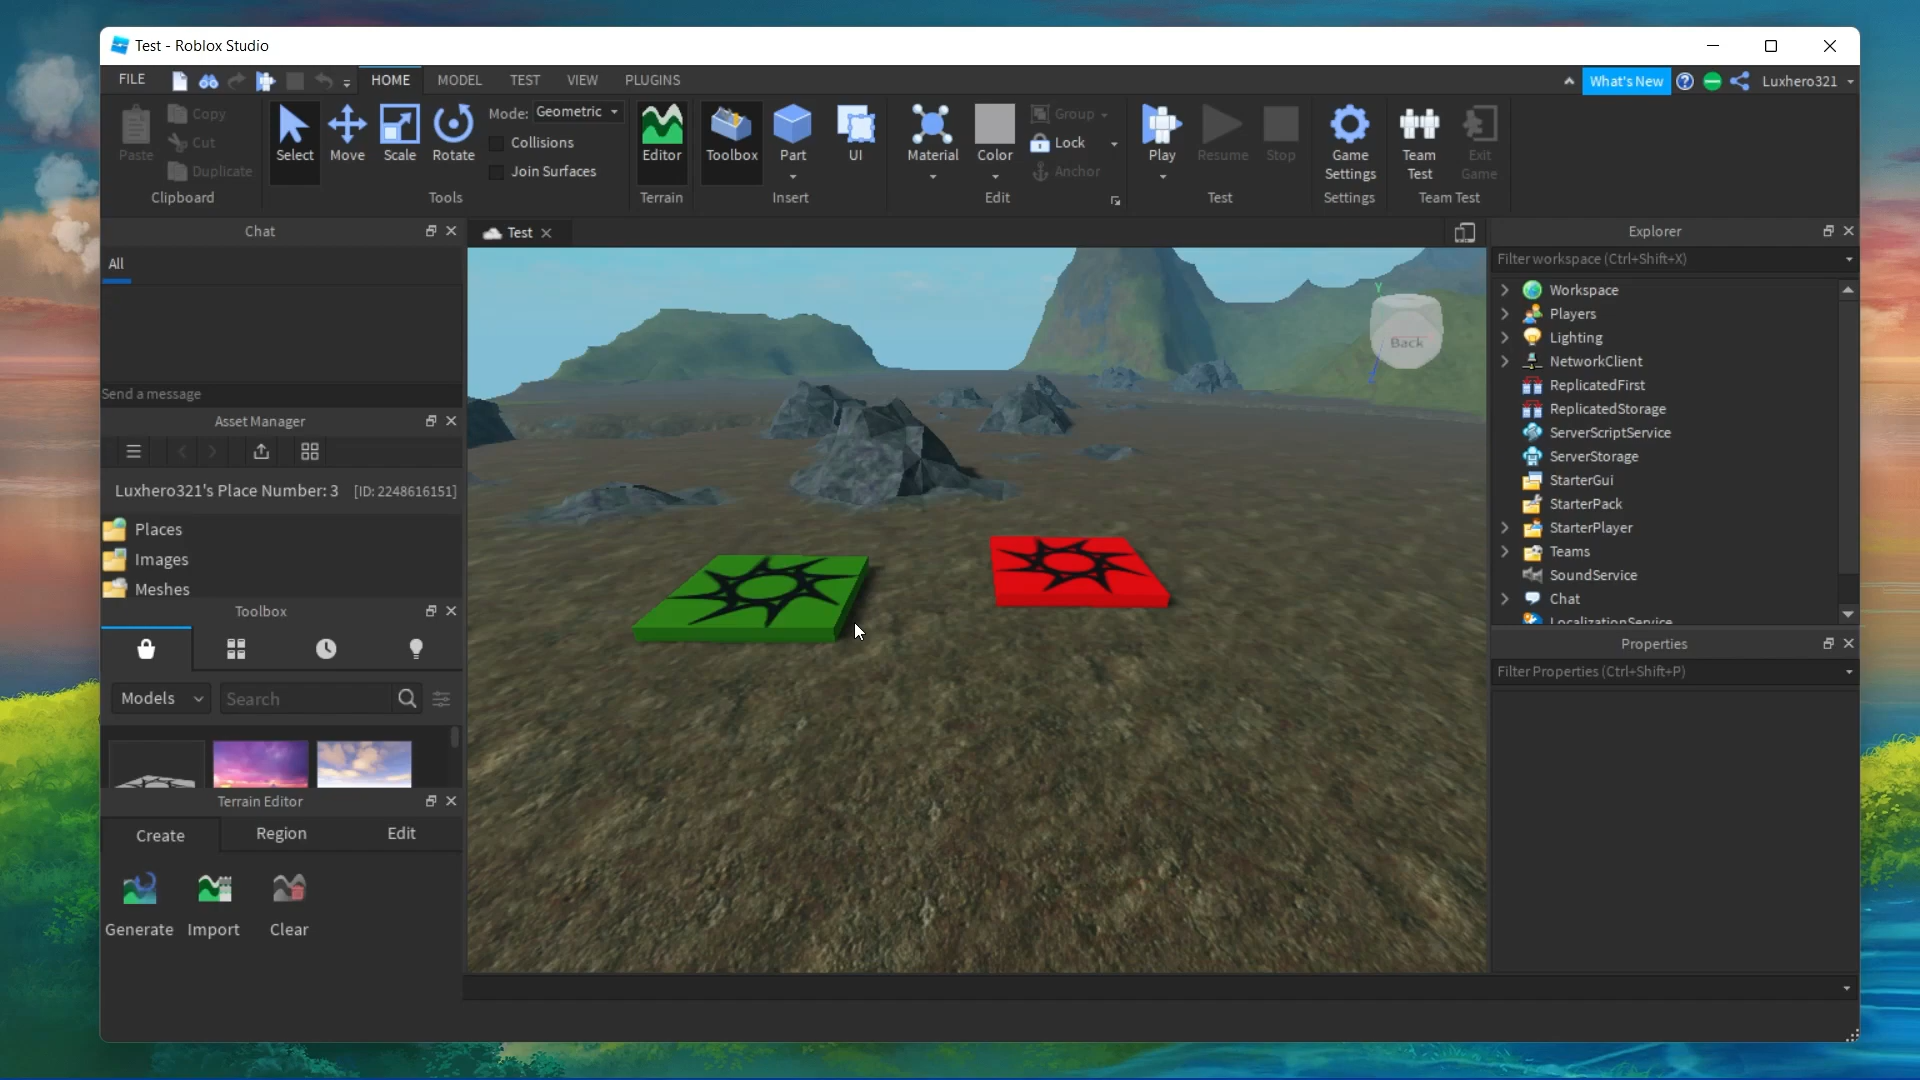 Test - Roblox Studio
FILE HOME MODEL TEST VIEW PLUGINS What's New Luxhero321
Paste Copy Cut Duplicate Clipboard
Select Move Scale Rotate Mode: Geometric Collisions Join Surfaces Tools
Editor Terrain
Toolbox Part UI Insert
Material Color Group Lock Anchor Edit
Play Resume Stop Test
Game Settings Settings
Team Test Exit Game Team Test
Chat
All
Send a message
Asset Manager
Luxhero321's Place Number: 3 [ID:2248616151]
Places
Images
Meshes
Toolbox
Models Search
Terrain Editor
Create Region Edit
Generate Import Clear
Test
Y
Back
Explorer
Filter workspace (Ctrl+Shift+X)
Workspace
Players
Lighting
NetworkClient
ReplicatedFirst
ReplicatedStorage
ServerScriptService
ServerStorage
StarterGui
StarterPack
StarterPlayer
Teams
SoundService
Chat
LocalizationService
Properties
Filter Properties (Ctrl+Shift+P)